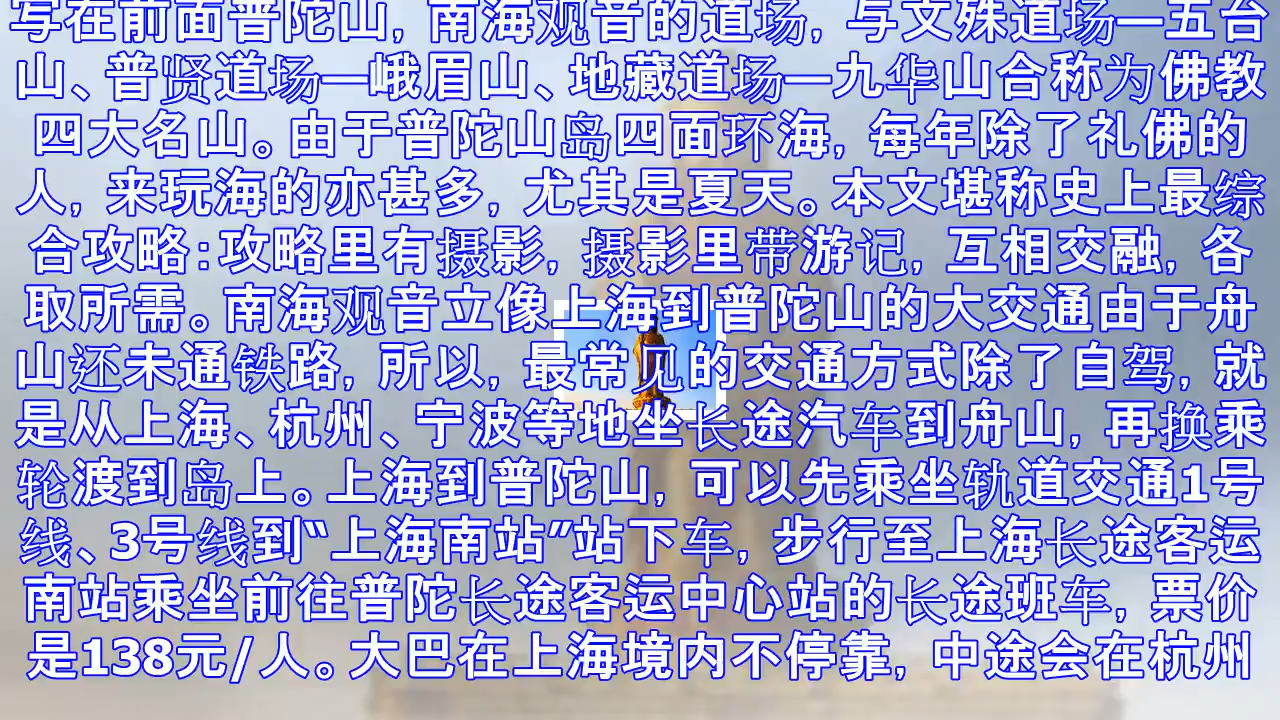 写在前面普陀山, 南海观音的道场, 与文殊道场—五台
山、普贤道场—峨眉山、地藏道场—九华山合称为佛教
四大名山。由于普陀山岛四面环海, 每年除了礼佛的
人, 来玩海的亦甚多, 尤其是夏天。本文堪称史上最综
合攻略:攻略里有摄影, 摄影里带游记, 互相交融, 各
取所需。南海观音立像上海到普陀山的大交通由于舟
山还未通铁路, 所以, 最常见的交通方式除了自驾, 就
是从上海、杭州、宁波等地坐长途汽车到舟山, 再换乘
轮渡到岛上。上海到普陀山, 可以先乘坐轨道交通1号
线、3号线到“上海南站”站下车, 步行至上海长途客运
南站乘坐前往普陀长途客运中心站的长途班车, 票价
是138元/人。大巴在上海境内不停靠, 中途会在杭州